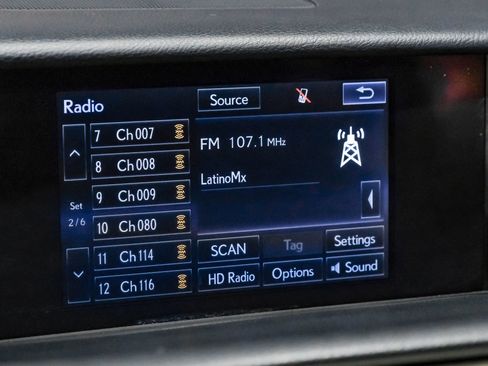 Radio
Source
7 Ch 007
8 Ch 008
9 Ch 009
10 Ch 080
11 Ch 114
12 Ch 116
Set
2/6
FM 107.1 MHz
LatinoMx
SCAN
Tag
Settings
HD Radio
Options
Sound